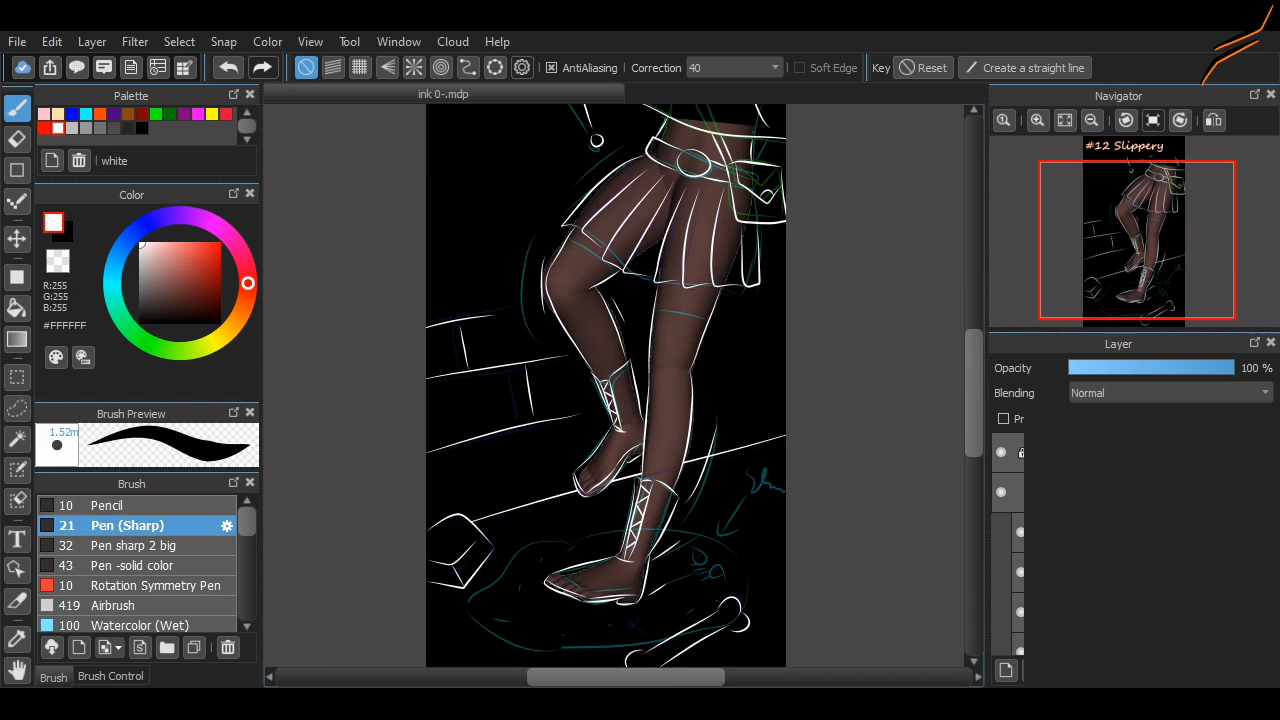 File Edit Layer Filter Select Snap Color View Tool Window Cloud Help
AntiAliasing Correction 40 Soft Edge Key Reset Create a straight line
Palette
ink 0-.mdp
Navigator
#12 Slippery
white
Color
R:255
G:255
B:255
#FFFFFF
Layer
Opacity 100 %
Blending Normal
Pr
Brush Preview
1.52m
Brush
10 Pencil
21 Pen (Sharp)
32 Pen sharp 2 big
43 Pen -solid color
10 Rotation Symmetry Pen
419 Airbrush
100 Watercolor (Wet)
Brush Brush Control